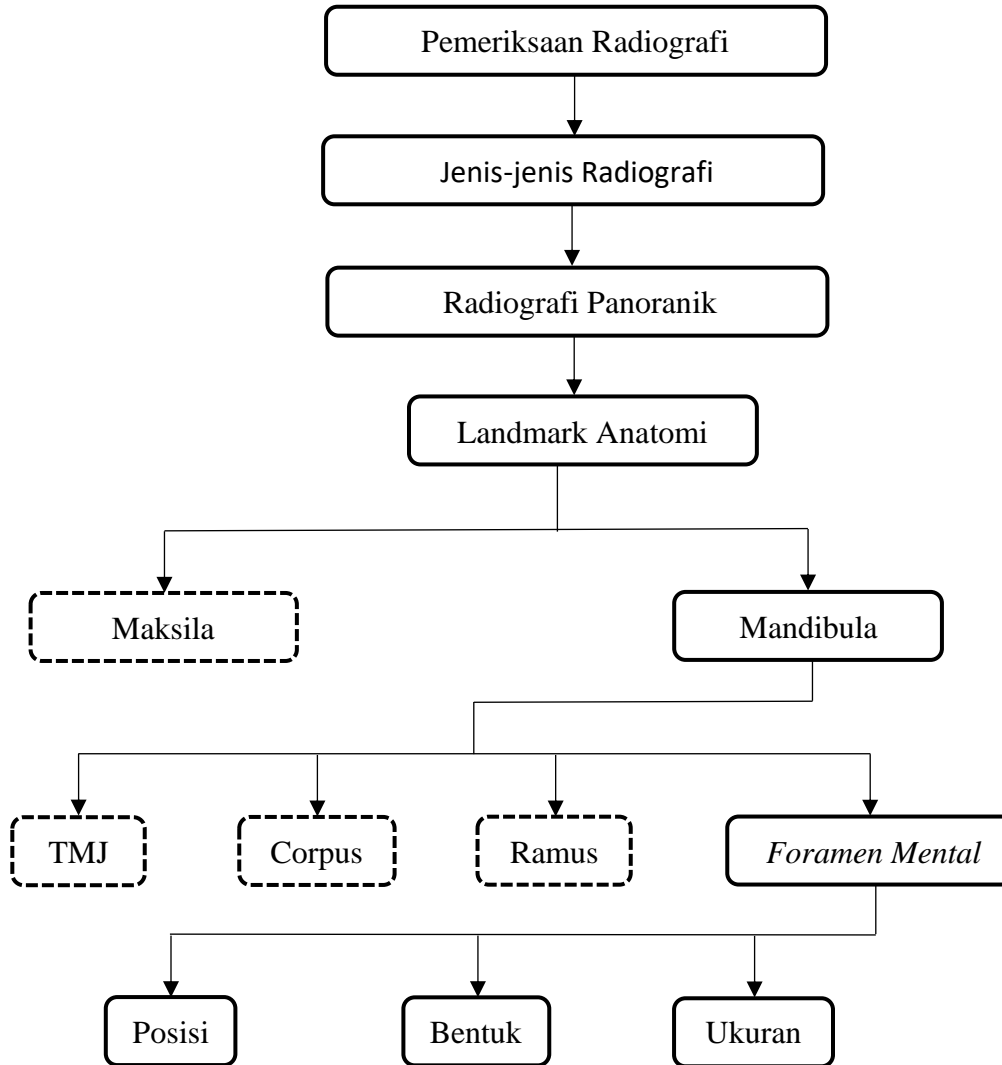 Pemeriksaan Radiografi
Jenis-jenis Radiografi
Radiografi Panoranik
Landmark Anatomi
Maksila
Mandibula
TMJ
Corpus
Ramus
Foramen Mental
Posisi
Bentuk
Ukuran